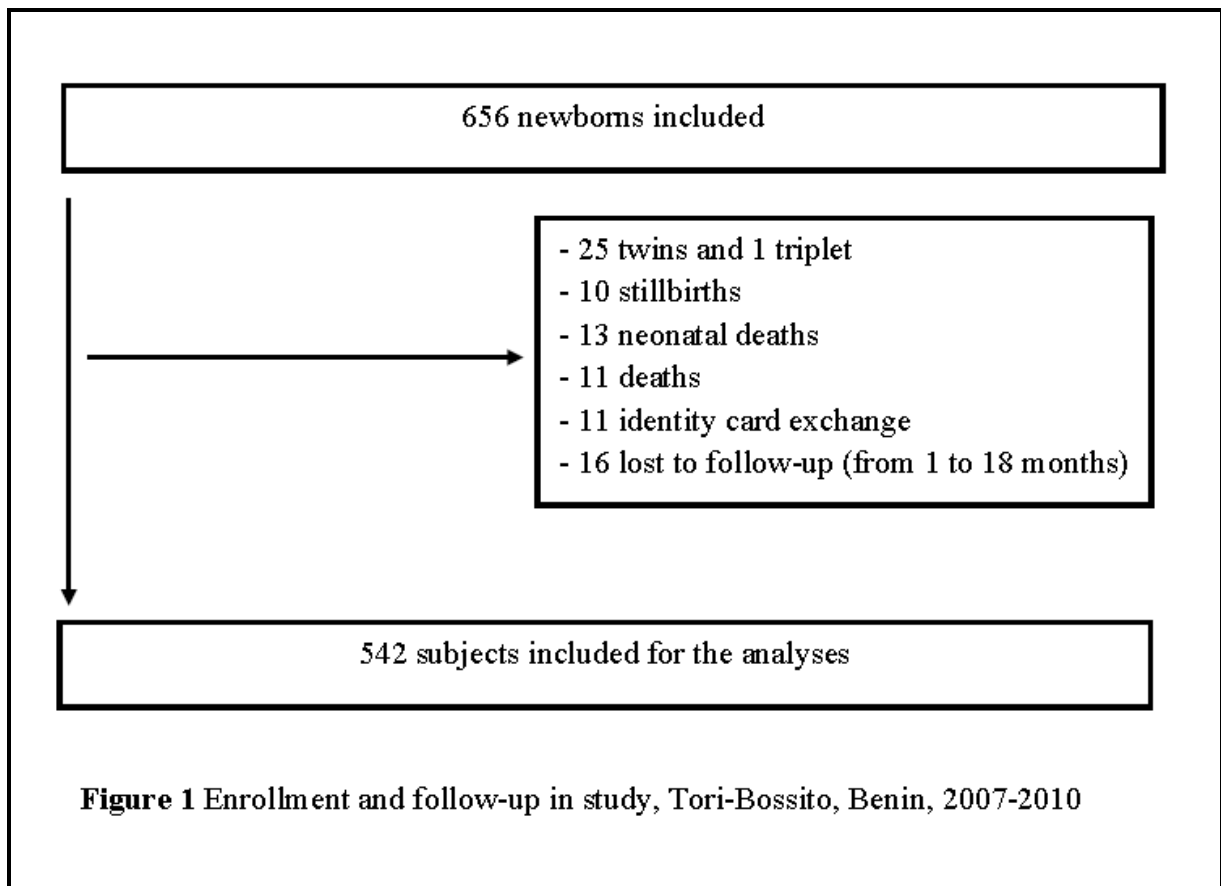 656 newborns included
- 25 twins and 1 triplet
- 10 stillbirths
- 13 neonatal deaths
- 11 deaths
- 11 identity card exchange
- 16 lost to follow-up (from 1 to 18 months)
542 subjects included for the analyses
Figure 1 Enrollment and follow-up in study, Tori-Bossito, Benin, 2007-2010